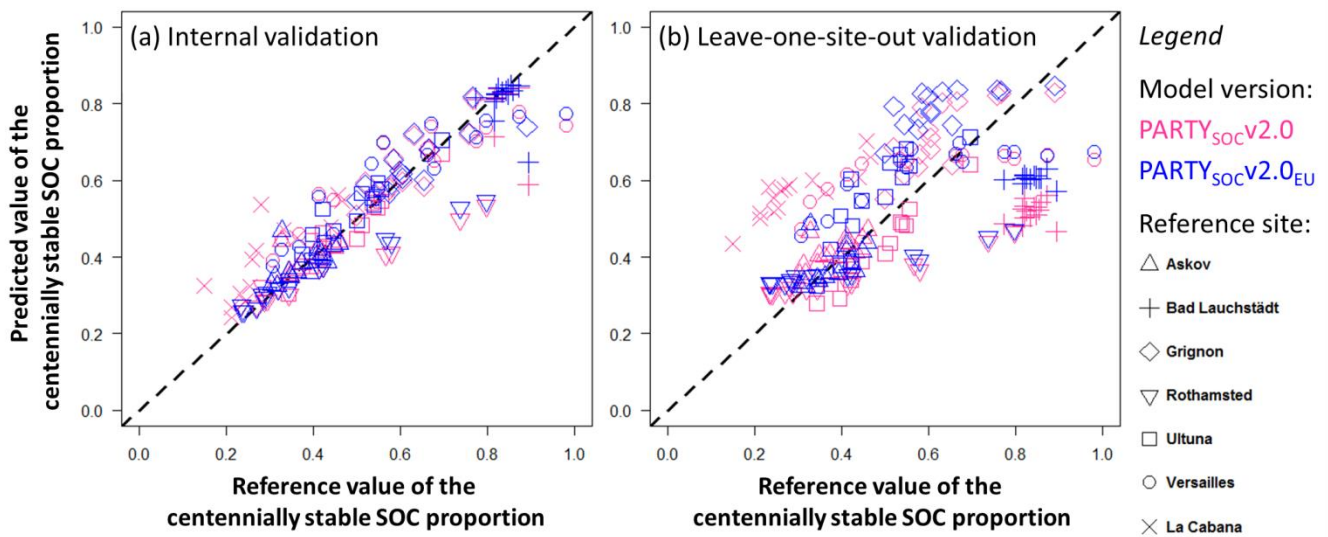 (a) Internal validation
(b) Leave-one-site-out validation
Predicted value of the
centennially stable SOC proportion
1.0
0.8
0.6
0.4
0.2
0.0
0.0 0.2 0.4 0.6 0.8 1.0
Reference value of the
centennially stable SOC proportion
1.0
0.8
0.6
0.4
0.2
0.0
0.0 0.2 0.4 0.6 0.8 1.0
Reference value of the
centennially stable SOC proportion
Legend
Model version:
PARTYSOCv2.0
PARTYSOCv2.0EU
Reference site:
Askov
Bad Lauchstädt
Grignon
Rothamsted
Ultuna
Versailles
La Cabana